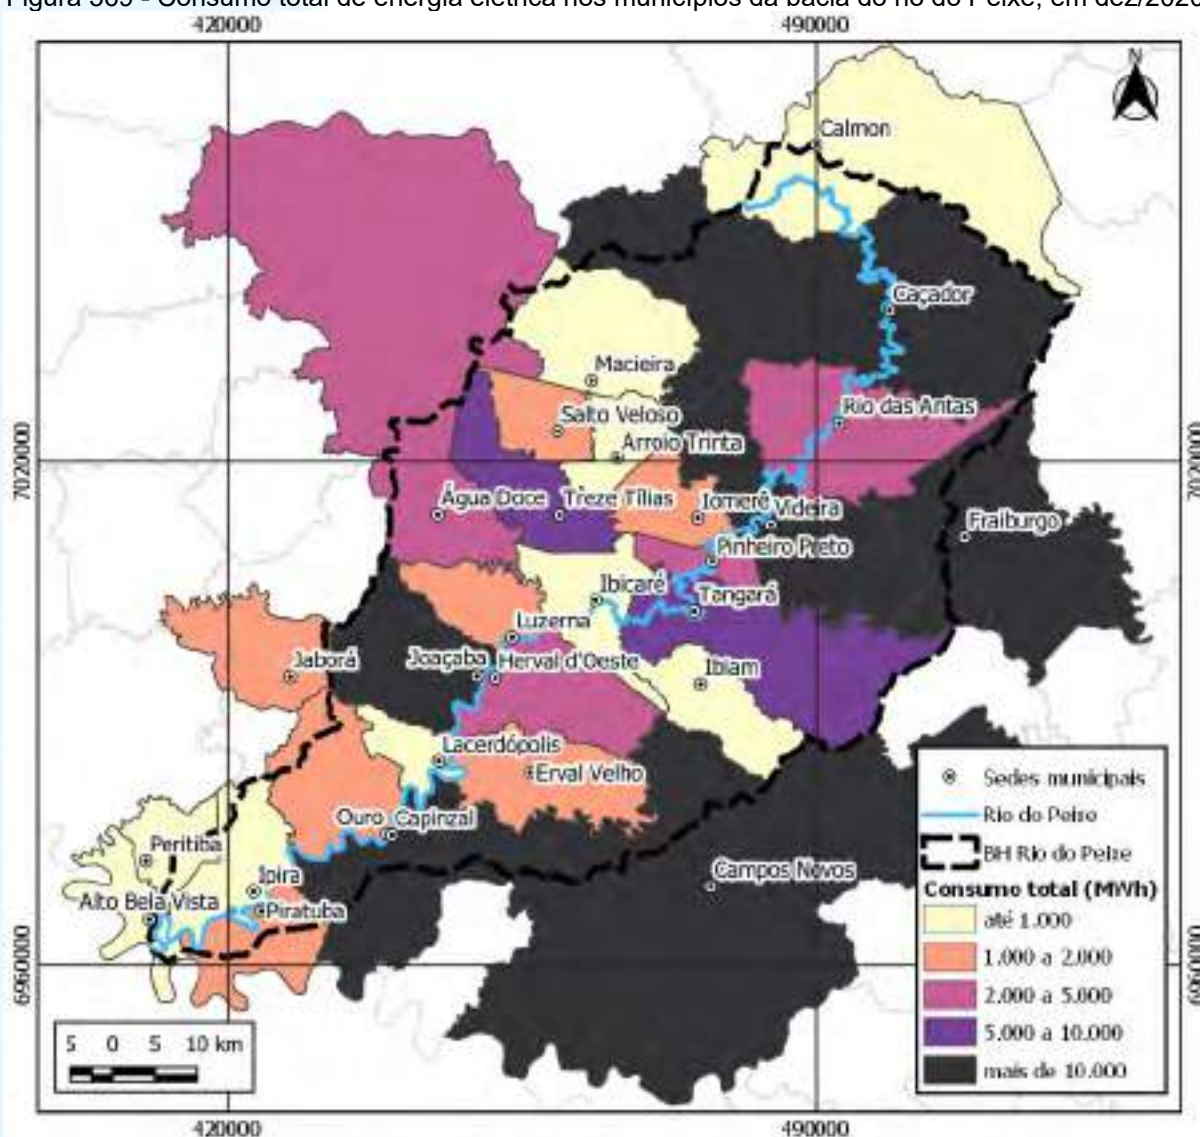 Figura 569 - Consumo total de energia elétrica nos municípios da bacia do rio do Peixe, em dez/2020
420000 490000
N
Calmon
Caçador
Macieira
Rio das Antas
Salto Veloso
Arroio Trinta
7020000 7020000
Água Doce Treze Tílias Iomerê Videira
Fraiburgo
Pinheiro Preto
Ibicaré Tangará
Luzerna
Jaborá Joaçaba Herval d'Oeste Ibiam
Lacerdópolis
Erval Velho
Ouro Capinzal
Peritiba
Ipira
Campos Novos
Alto Bela Vista Piratuba
6960000 6960000
Sedes municipais
Rio do Peixe
BH Rio do Peixe
Consumo total (MWh)
até 1.000
1.000 a 2.000
2.000 a 5.000
5.000 a 10.000
mais de 10.000
5 0 5 10 km
420000 490000